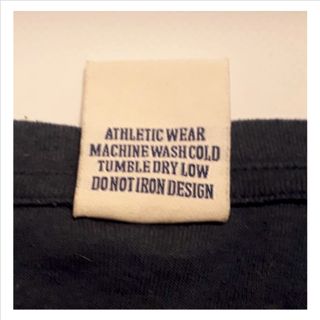 ATHLETIC WEAR
MACHINE WASH COLD
TUMBLE DRY LOW
DO NOT IRON DESIGN